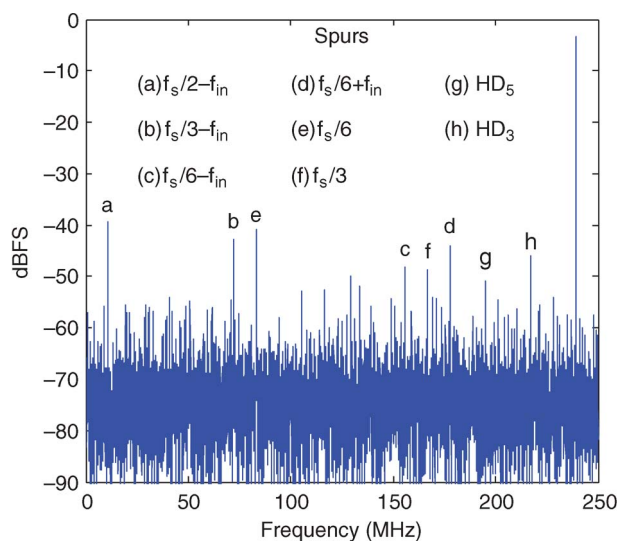 Spurs
(a) fs/2–fin (d) fs/6+fin (g) HD5
(b) fs/3–fin (e) fs/6 (h) HD3
(c) fs/6–fin (f) fs/3
0
–10
–20
–30
–40
–50
–60
–70
–80
–90
dBFS
a
b
e
c
f
d
g
h
0 50 100 150 200 250
Frequency (MHz)